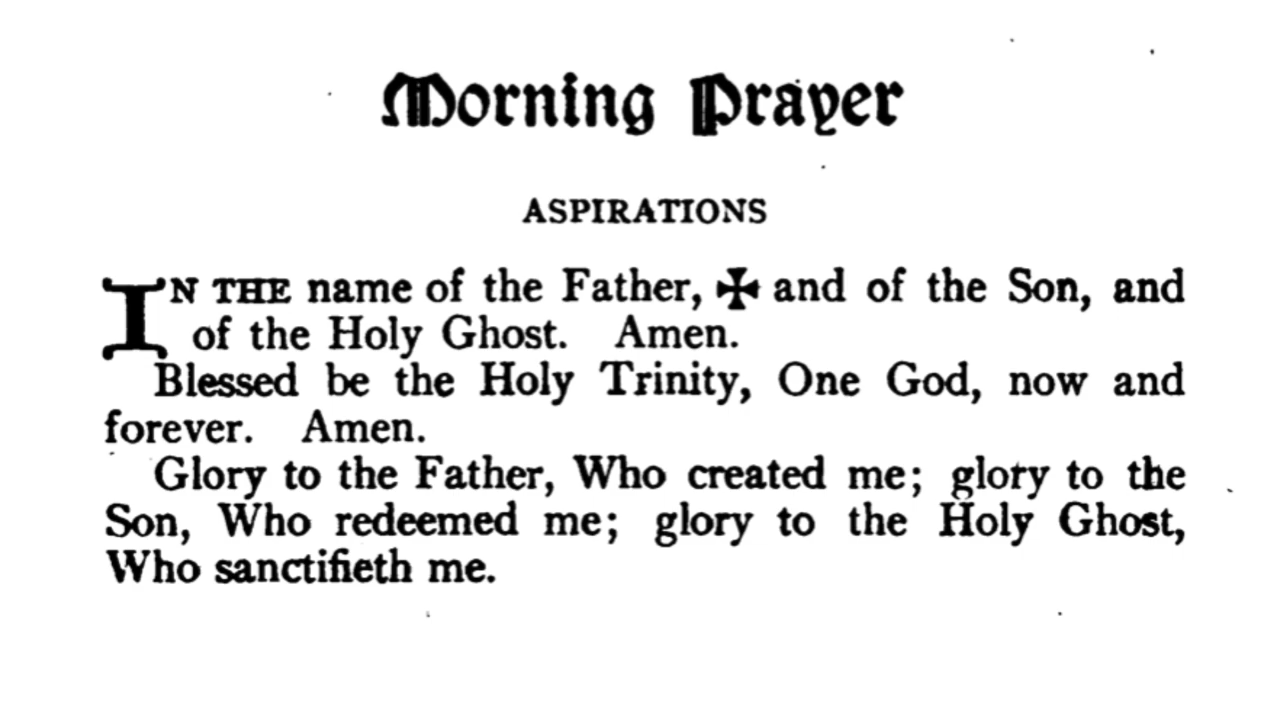 Morning Prayer
ASPIRATIONS
IN THE name of the Father, ✠ and of the Son, and
of the Holy Ghost. Amen.
Blessed be the Holy Trinity, One God, now and
forever. Amen.
Glory to the Father, Who created me; glory to the
Son, Who redeemed me; glory to the Holy Ghost,
Who sanctifieth me.